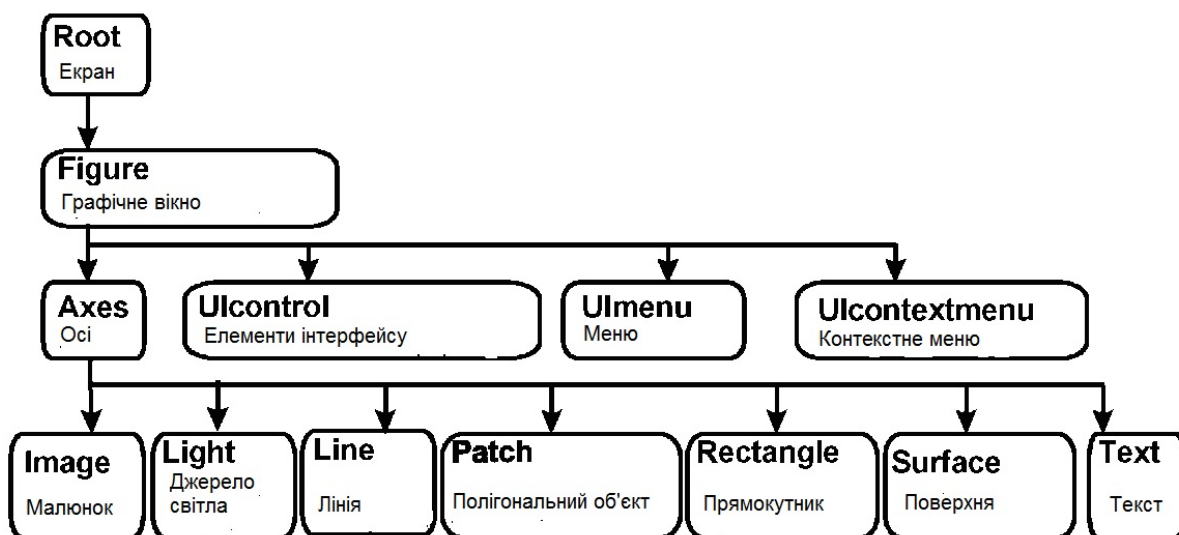 Root
Екран
Figure
Графічне вікно
Axes
Осі
UIcontrol
Елементи інтерфейсу
UImenu
Меню
UIcontextmenu
Контекстне меню
Image
Малюнок
Light
Джерело
світла
Line
Лінія
Patch
Полігональний об'єкт
Rectangle
Прямокутник
Surface
Поверхня
Text
Текст